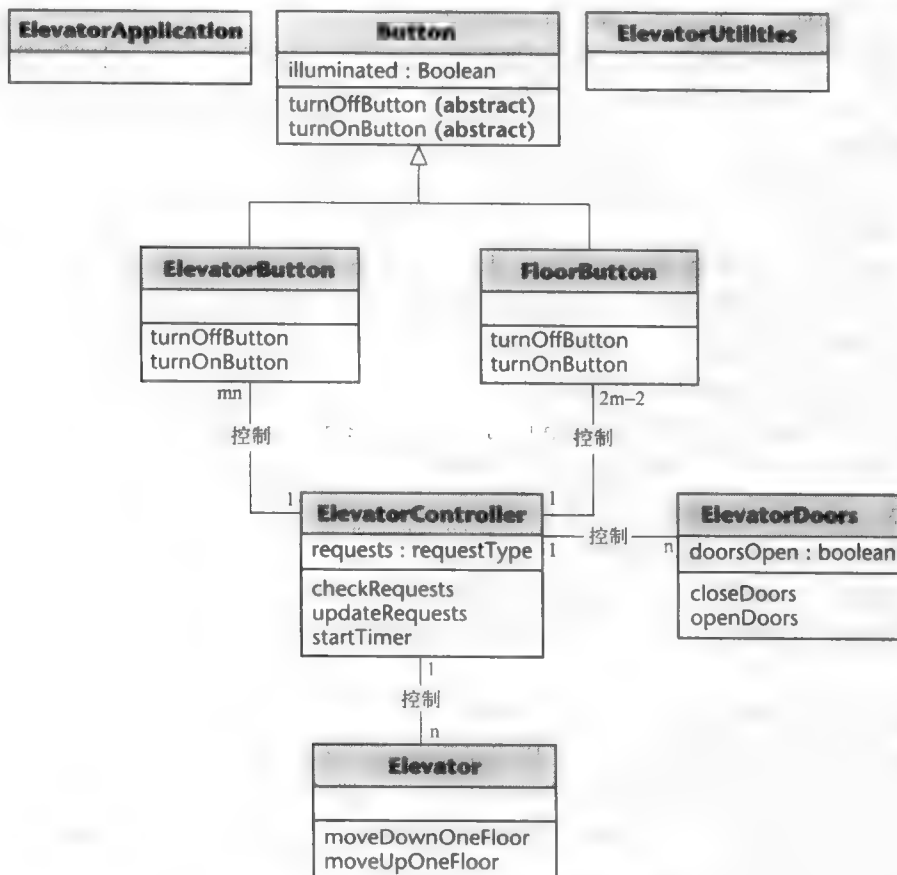 ElevatorApplication
Button
illuminated : Boolean
turnOffButton (abstract)
turnOnButton (abstract)
ElevatorUtilities
ElevatorButton
turnOffButton
turnOnButton
FloorButton
turnOffButton
turnOnButton
mn
控制
1
2m-2
控制
1
ElevatorController
requests : requestType
checkRequests
updateRequests
startTimer
1
控制
n
ElevatorDoors
doorsOpen : boolean
closeDoors
openDoors
1
控制
n
Elevator
moveDownOneFloor
moveUpOneFloor